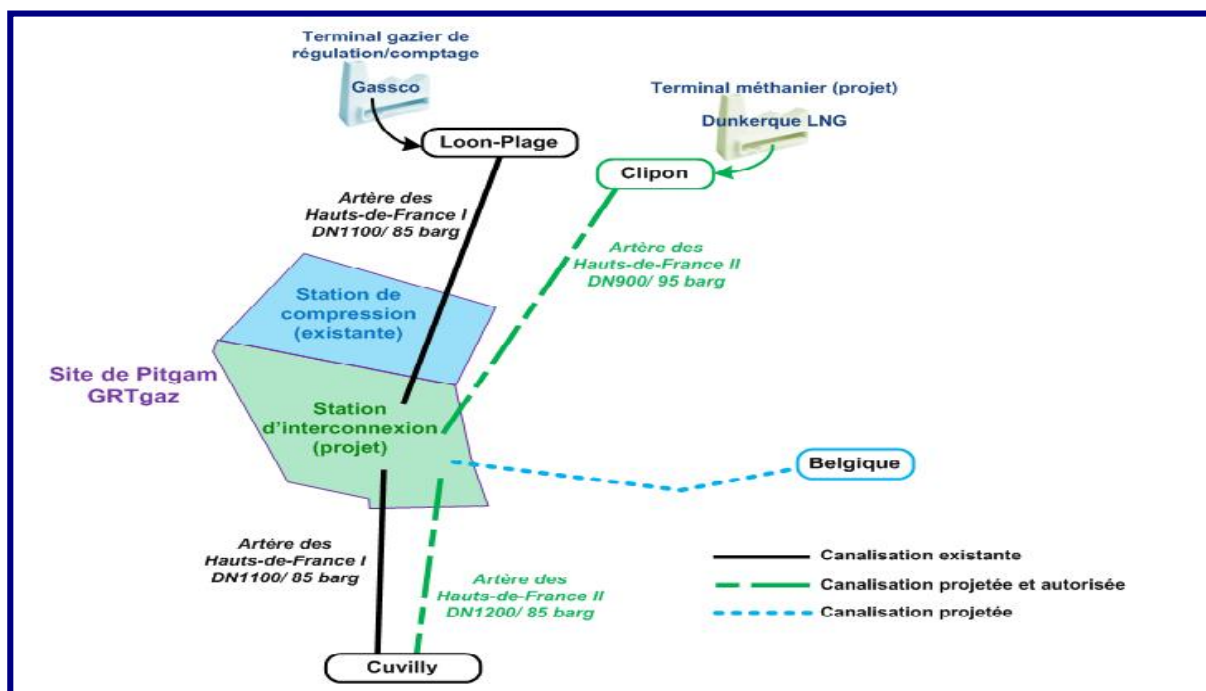 Terminal gazier de
régulation/comptage
Gassco
Terminal méthanier (projet)
Dunkerque LNG
Loon-Plage
Clipon
Artère des
Hauts-de-France I
DN1100/ 85 barg
Artère des
Hauts-de-France II
DN900/ 95 barg
Station de
compression
(existante)
Site de Pitgam
GRTgaz
Station
d'interconnexion
(projet)
Belgique
Artère des
Hauts-de-France I
DN1100/ 85 barg
Artère des
Hauts-de-France II
DN1200/ 85 barg
Canalisation existante
Canalisation projetée et autorisée
Canalisation projetée
Cuvilly